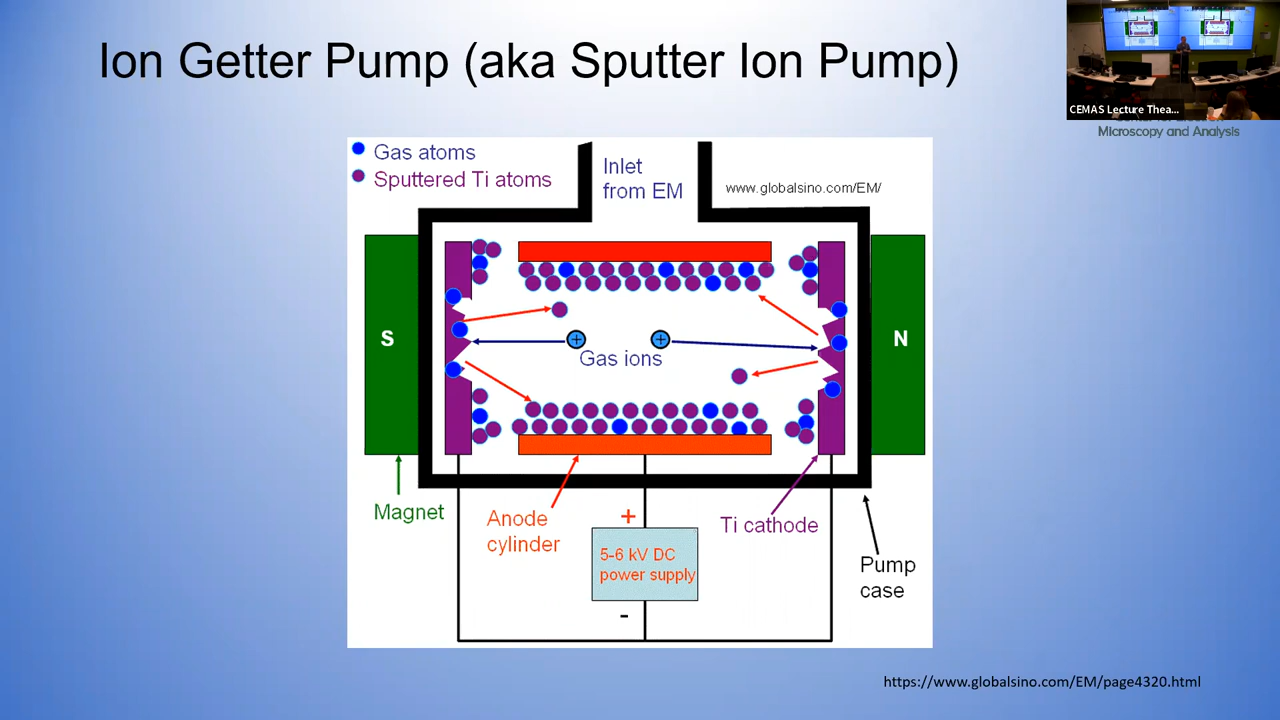 Ion Getter Pump (aka Sputter Ion Pump)
CEMAS Lecture Thea...
Microscopy and Analysis
Gas atoms
Sputtered Ti atoms
Inlet
from EM
www.globalsino.com/EM/
S
N
Gas ions
Magnet
Anode
cylinder
+
5-6 kV DC
power supply
-
Ti cathode
Pump
case
https://www.globalsino.com/EM/page4320.html